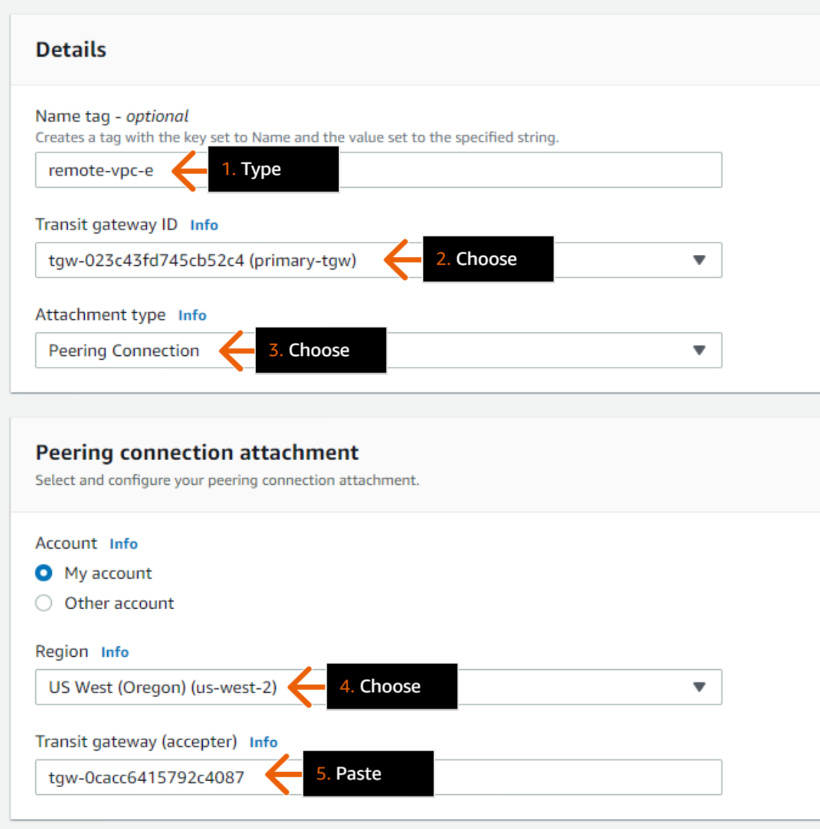 Details
Name tag - optional
Creates a tag with the key set to Name and the value set to the specified string.
remote-vpc-e
1. Type
Transit gateway ID Info
tgw-023c43fd745cb52c4 (primary-tgw)
2. Choose
Attachment type Info
Peering Connection
3. Choose
Peering connection attachment
Select and configure your peering connection attachment.
Account Info
My account
Other account
Region Info
US West (Oregon) (us-west-2)
4. Choose
Transit gateway (accepter) Info
tgw-0cacc6415792c4087
5. Paste